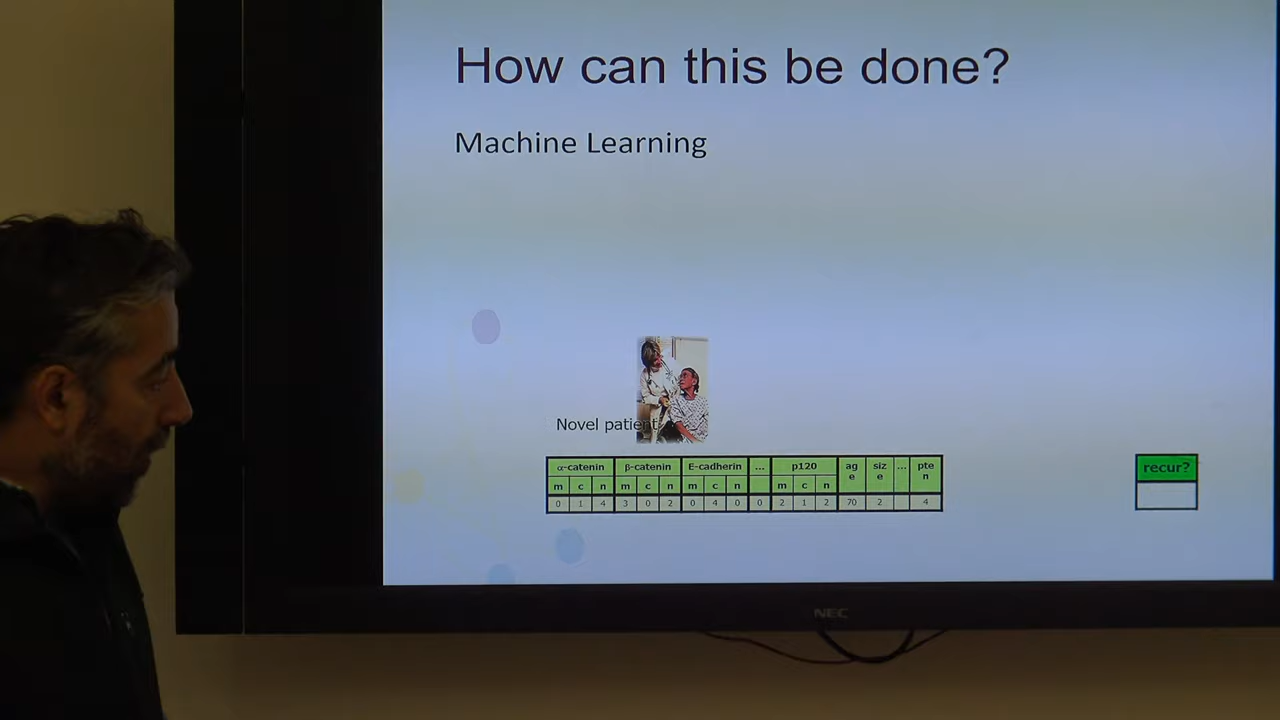 How can this be done?
Machine Learning
Novel patient
α-catenin β-catenin E-cadherin ... p120 ag e siz e ... pte n
m c n m c n m c n m c n
0 1 4 3 0 2 0 4 0 0 2 1 2 70 2 4
recur?
NEC